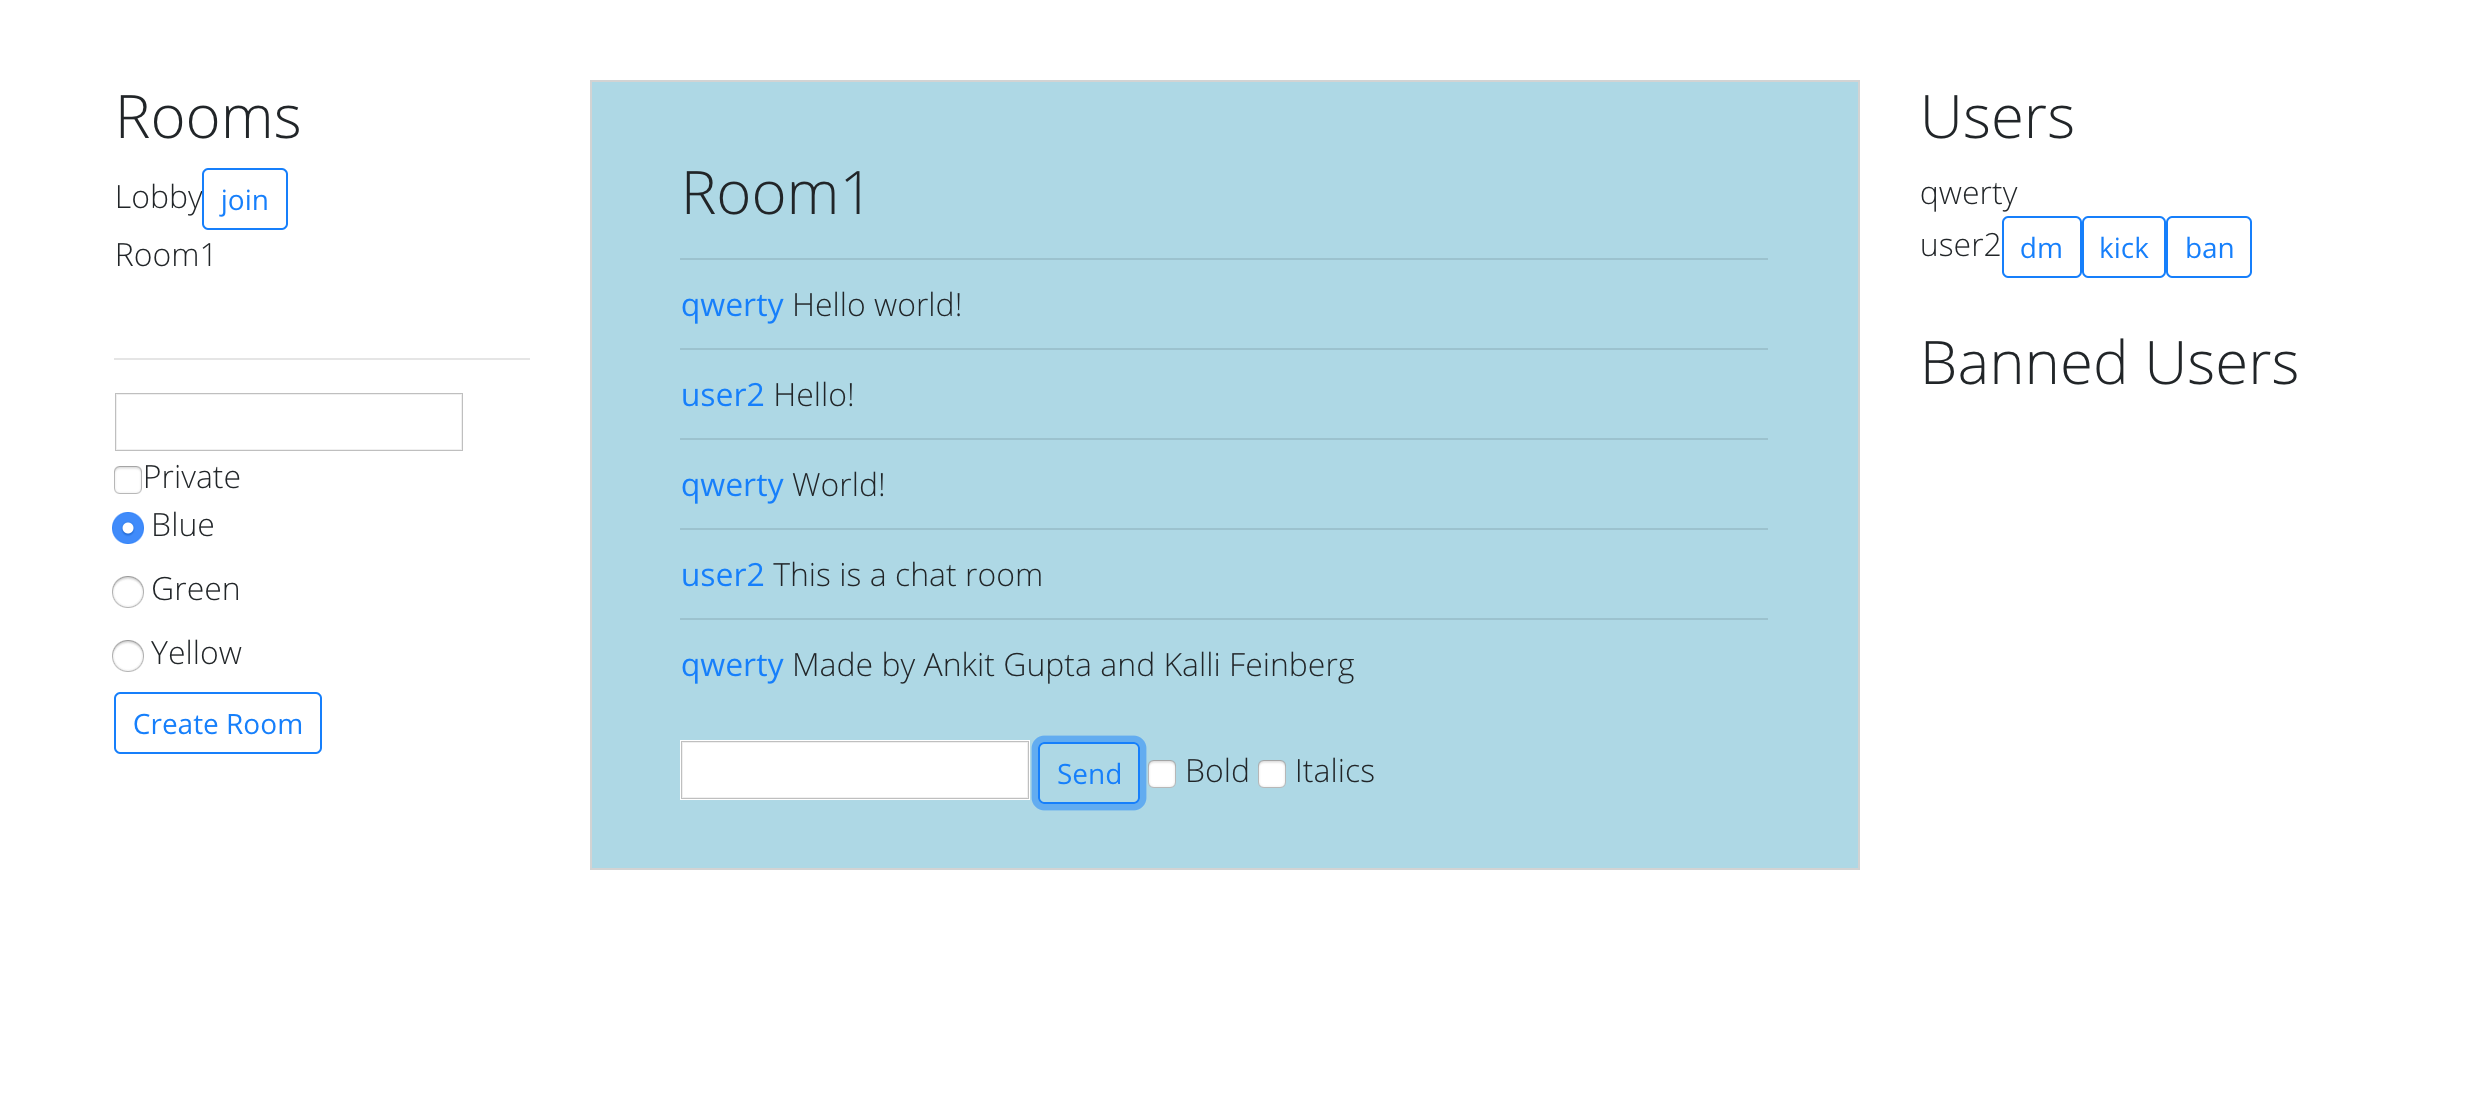 Rooms
Lobby join
Room1
Private
Blue
Green
Yellow
Create Room
Room1
qwerty Hello world!
user2 Hello!
qwerty World!
user2 This is a chat room
qwerty Made by Ankit Gupta and Kalli Feinberg
Send Bold Italics
Users
qwerty
user2 dm kick ban
Banned Users